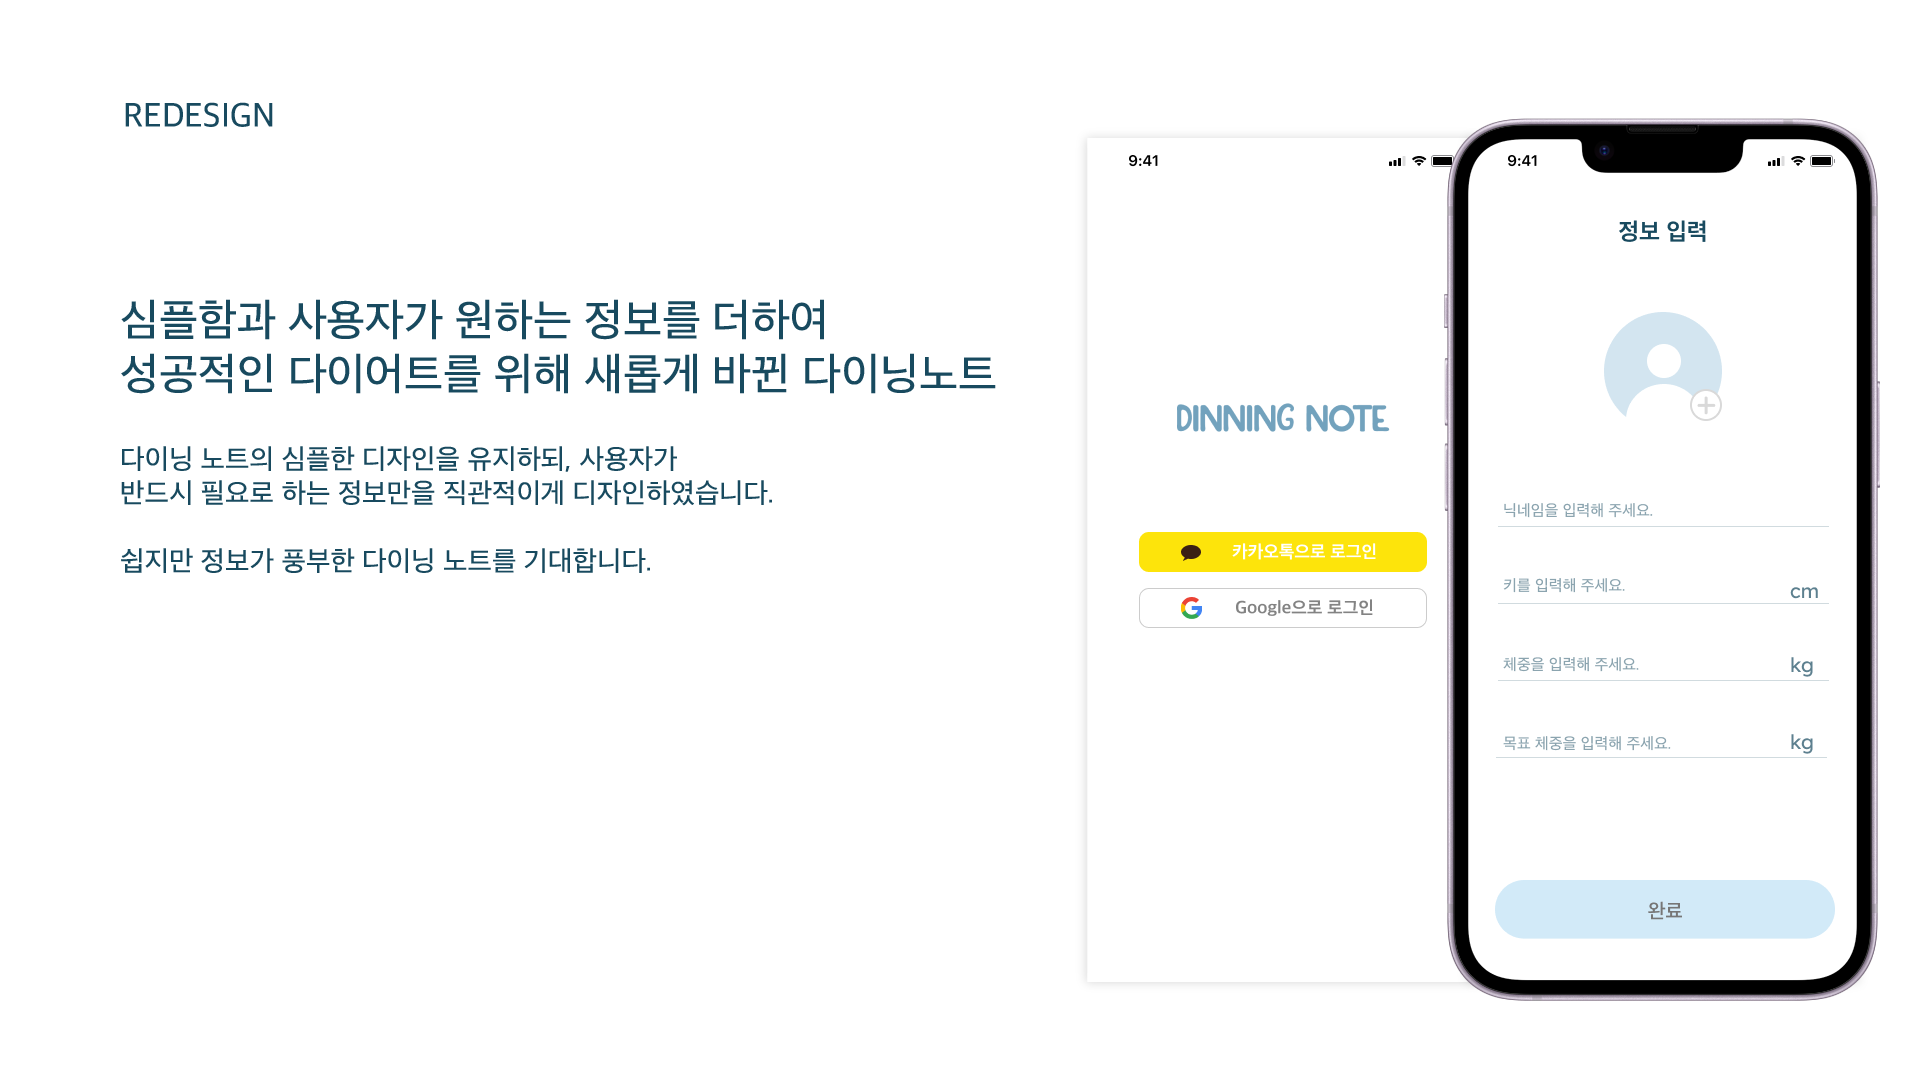 REDESIGN
심플함과 사용자가 원하는 정보를 더하여
성공적인 다이어트를 위해 새롭게 바뀐 다이닝노트
다이닝 노트의 심플한 디자인을 유지하되, 사용자가
반드시 필요로 하는 정보만을 직관적이게 디자인하였습니다.
쉽지만 정보가 풍부한 다이닝 노트를 기대합니다.
9:41
DINNING NOTE
카카오톡으로 로그인
Google으로 로그인
9:41
정보 입력
닉네임을 입력해 주세요.
키를 입력해 주세요. cm
체중을 입력해 주세요. kg
목표 체중을 입력해 주세요. kg
완료